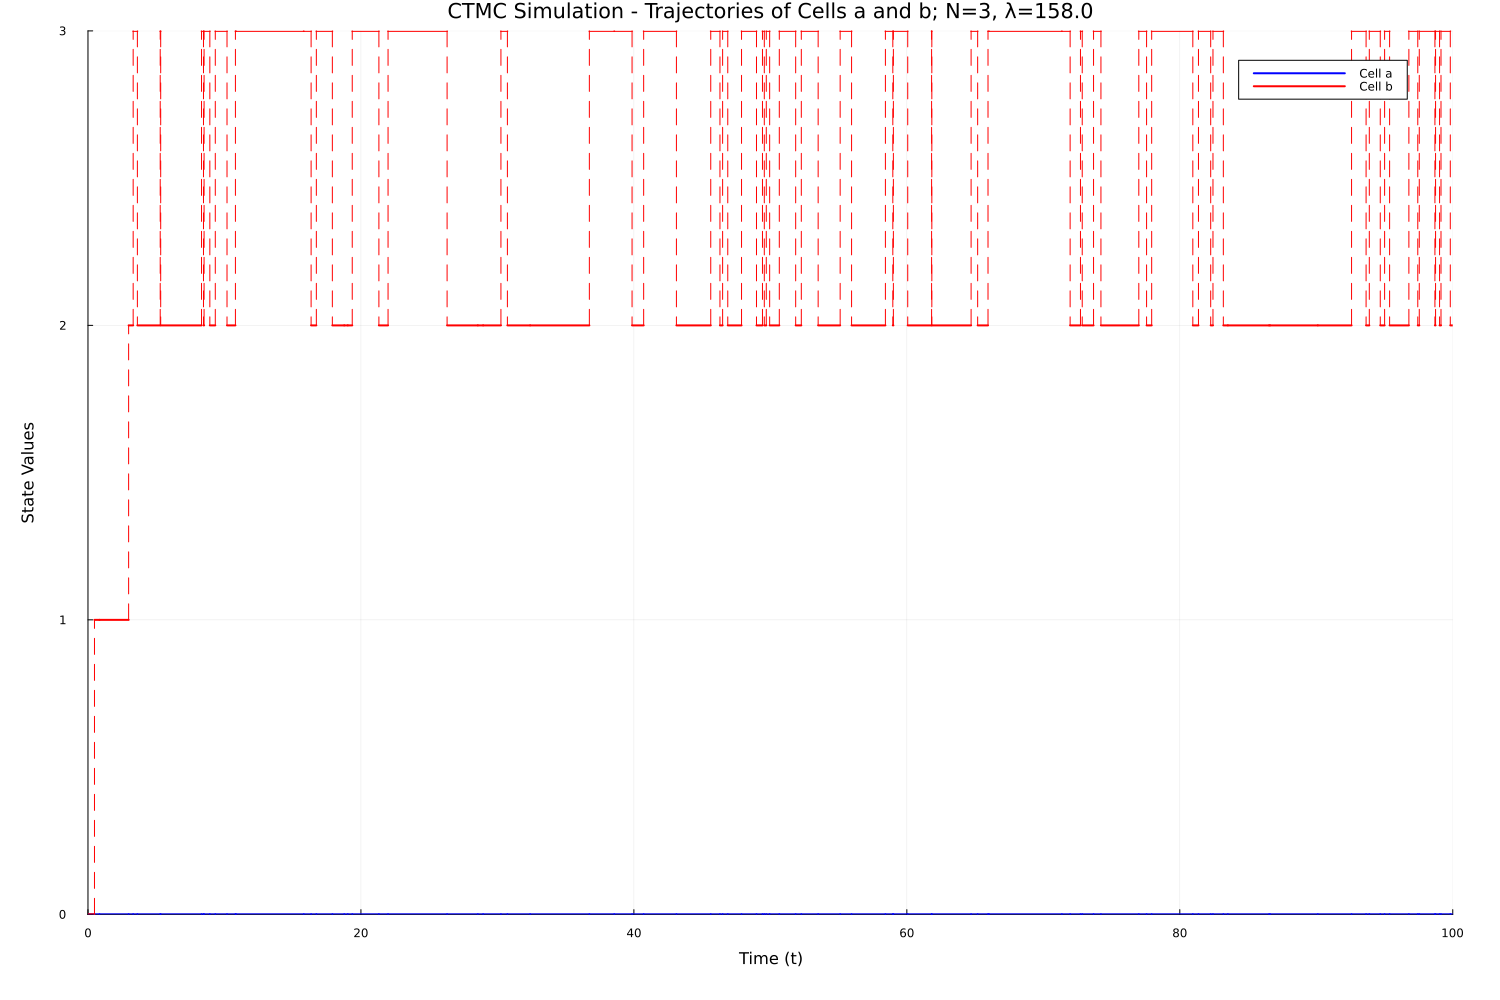 CTMC Simulation - Trajectories of Cells a and b; N=3, λ=158.0
3
Cell a
Cell b
2
State Values
1
0
0 20 40 60 80 100
Time (t)